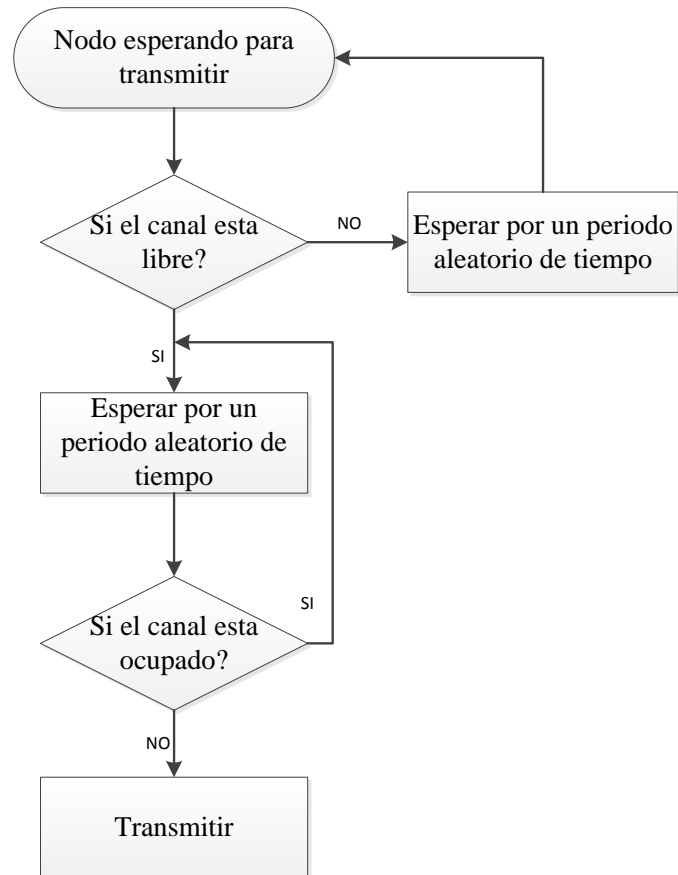 Nodo esperando para
transmitir
Si el canal esta
libre?
NO
Esperar por un periodo
aleatorio de tiempo
SI
Esperar por un
periodo aleatorio de
tiempo
Si el canal esta
ocupado?
SI
NO
Transmitir